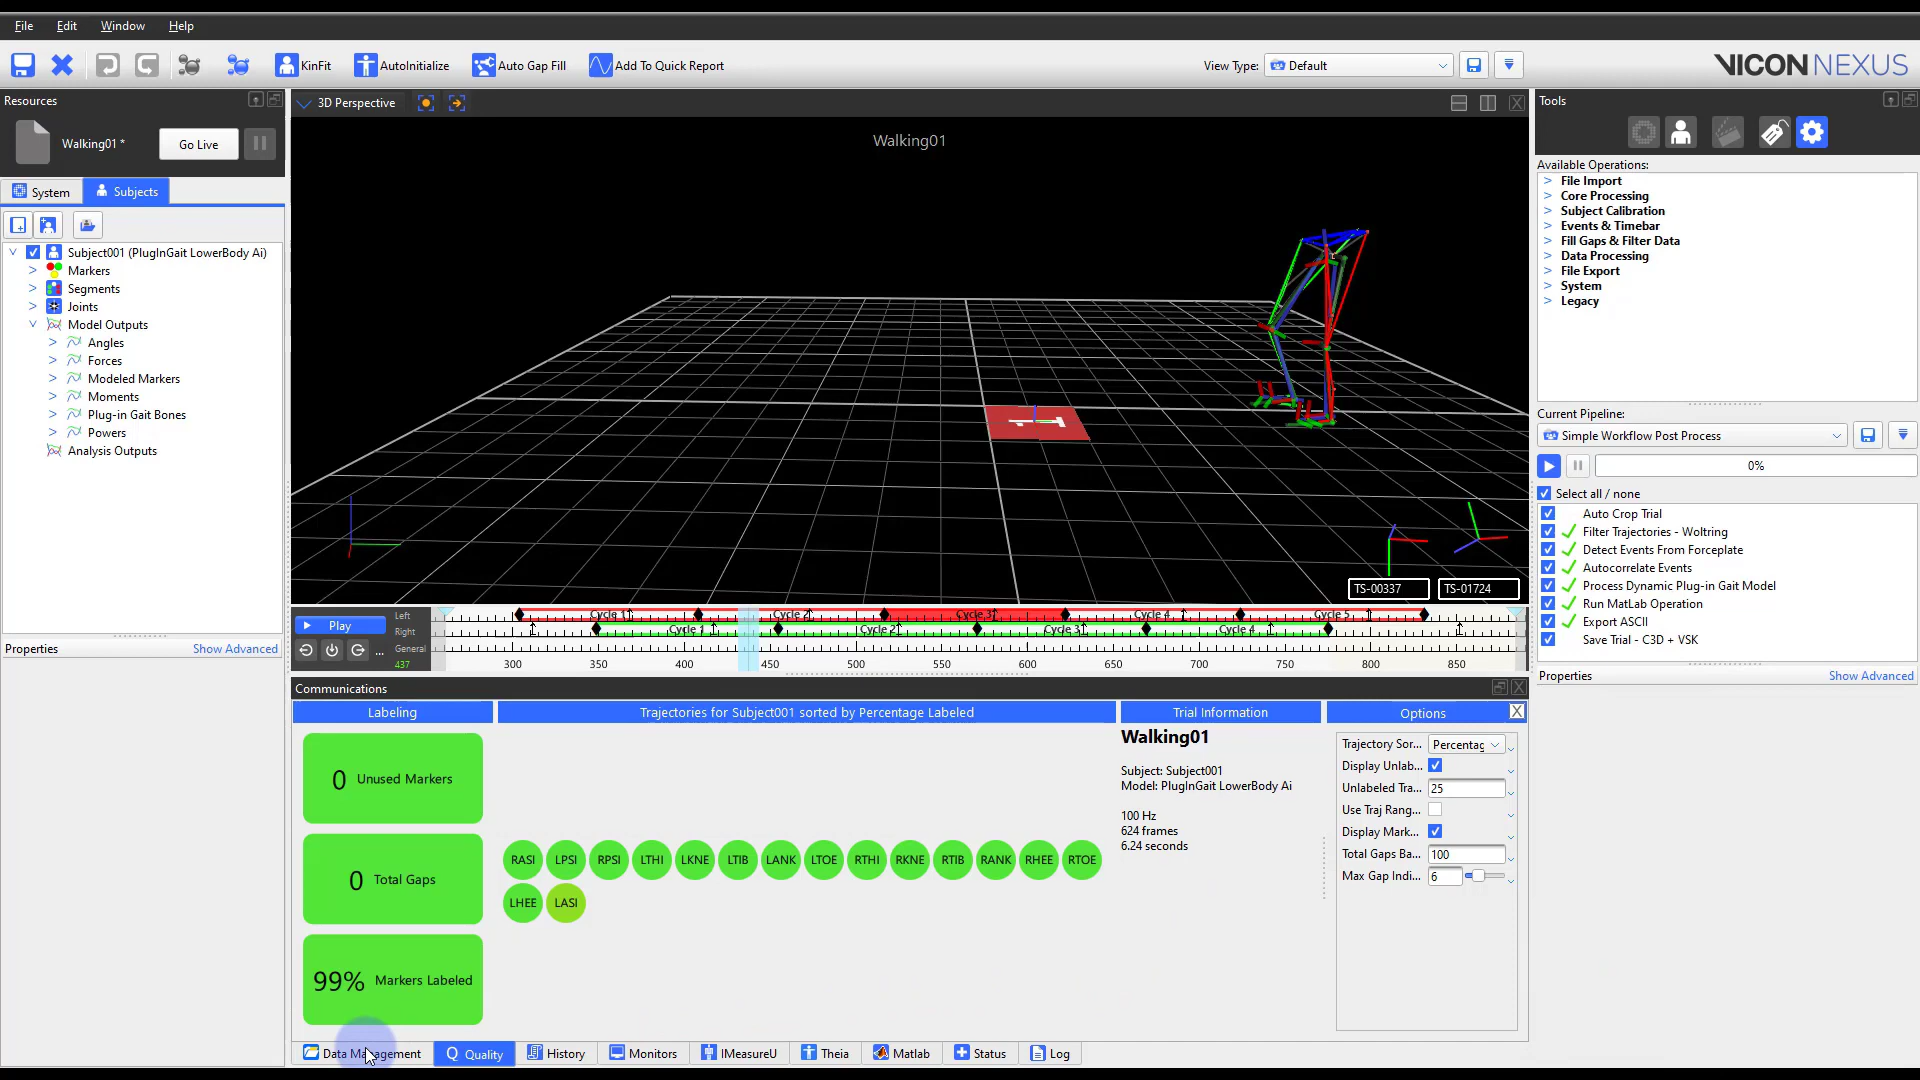 File Edit Window Help
KinFit AutoInitialize Auto Gap Fill Add To Quick Report View Type: Default VICON NEXUS
Resources
Walking01 * Go Live
System Subjects
Subject001 (PlugInGait LowerBody Ai)
Markers
Segments
Joints
Model Outputs
Angles
Forces
Modeled Markers
Moments
Plug-in Gait Bones
Powers
Analysis Outputs
Properties Show Advanced
3D Perspective
Walking01
TS-00337 TS-01724
Play
Left
Right
General
437
...
Cycle 1 Cycle 2 Cycle 3 Cycle 4 Cycle 5
Cycle 1 Cycle 2 Cycle 3 Cycle 4
300 350 400 450 500 550 600 650 700 750 800 850
Communications
Labeling
0 Unused Markers
0 Total Gaps
99% Markers Labeled
Trajectories for Subject001 sorted by Percentage Labeled
RASI LPSI RPSI LTHI LKNE LTIB LANK LTOE RTHI RKNE RTIB RANK RHEE RTOE
LHEE LASI
Trial Information
Walking01
Subject: Subject001
Model: PlugInGait LowerBody Ai
100 Hz
624 frames
6.24 seconds
Options X
Trajectory Sor... Percentag
Display Unlab...
Unlabeled Tra... 25
Use Traj Rang...
Display Mark...
Total Gaps Ba... 100
Max Gap Indi... 6
Data Management Quality History Monitors IMeasureU Theia Matlab Status Log
Tools
Available Operations:
File Import
Core Processing
Subject Calibration
Events & Timebar
Fill Gaps & Filter Data
Data Processing
File Export
System
Legacy
Current Pipeline:
Simple Workflow Post Process
0%
Select all / none
Auto Crop Trial
Filter Trajectories - Woltring
Detect Events From Forceplate
Autocorrelate Events
Process Dynamic Plug-in Gait Model
Run MatLab Operation
Export ASCII
Save Trial - C3D + VSK
Properties Show Advanced